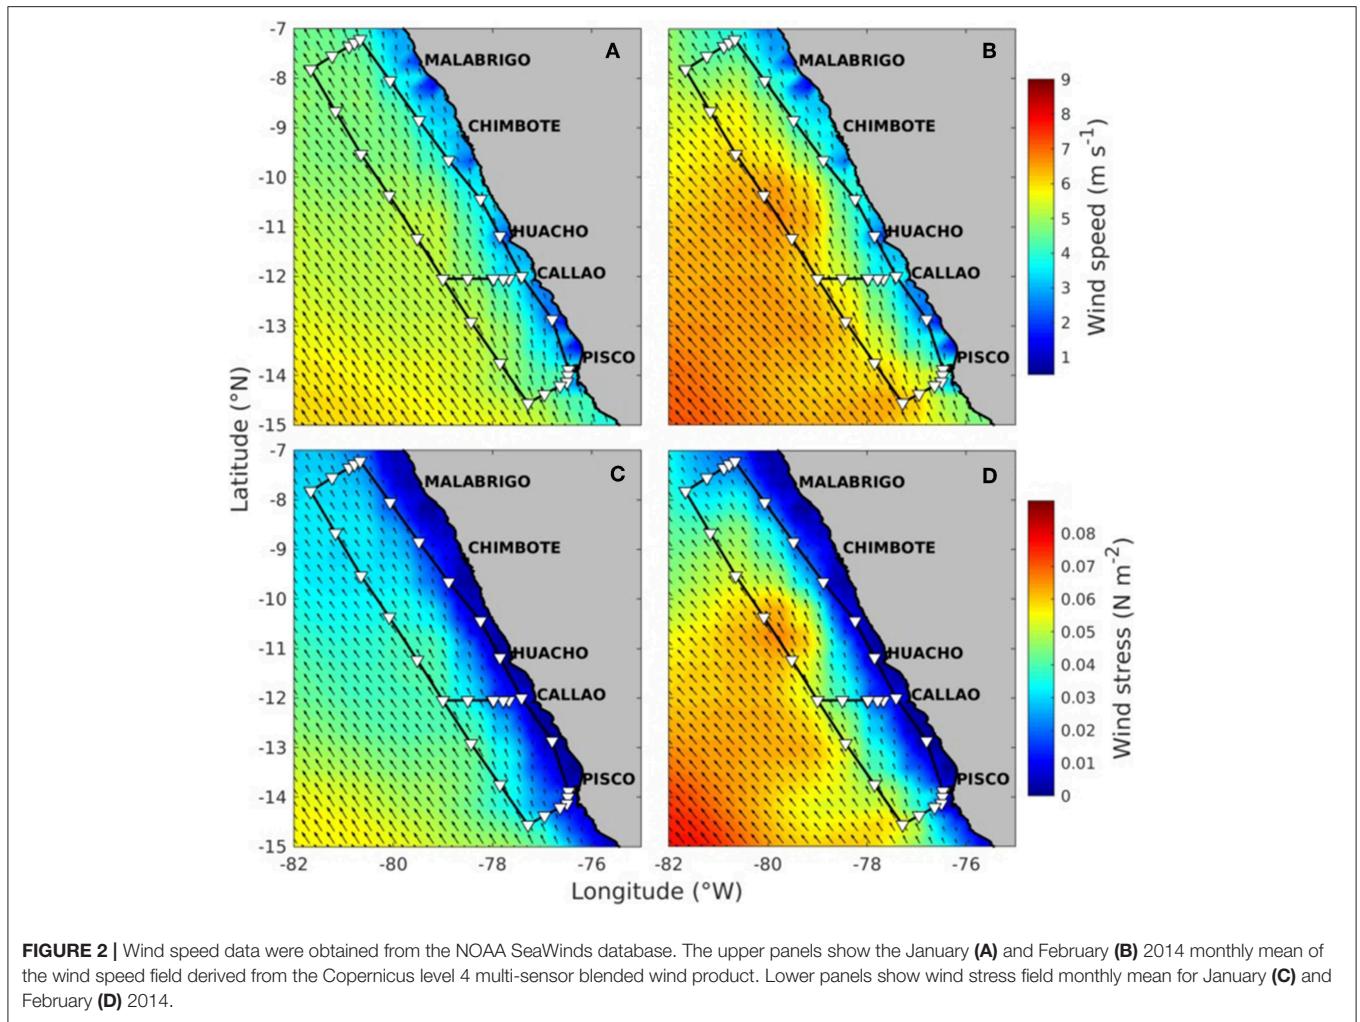 -7
-8
-9
-10
-11
-12
-13
-14
-15
A
MALABRIGO
CHIMBOTE
HUACHO
CALLAO
PISCO
B
MALABRIGO
CHIMBOTE
HUACHO
CALLAO
PISCO
9
8
7
6
5
4
3
2
1
Wind speed (m s-1)
Latitude (°N)
-7
-8
-9
-10
-11
-12
-13
-14
-15
C
MALABRIGO
CHIMBOTE
HUACHO
CALLAO
PISCO
-82 -80 -78 -76
D
MALABRIGO
CHIMBOTE
HUACHO
CALLAO
PISCO
-82 -80 -78 -76
0.08
0.07
0.06
0.05
0.04
0.03
0.02
0.01
0
Wind stress (N m-2)
Longitude (°W)
FIGURE 2 | Wind speed data were obtained from the NOAA SeaWinds database. The upper panels show the January (A) and February (B) 2014 monthly mean of
the wind speed field derived from the Copernicus level 4 multi-sensor blended wind product. Lower panels show wind stress field monthly mean for January (C) and
February (D) 2014.